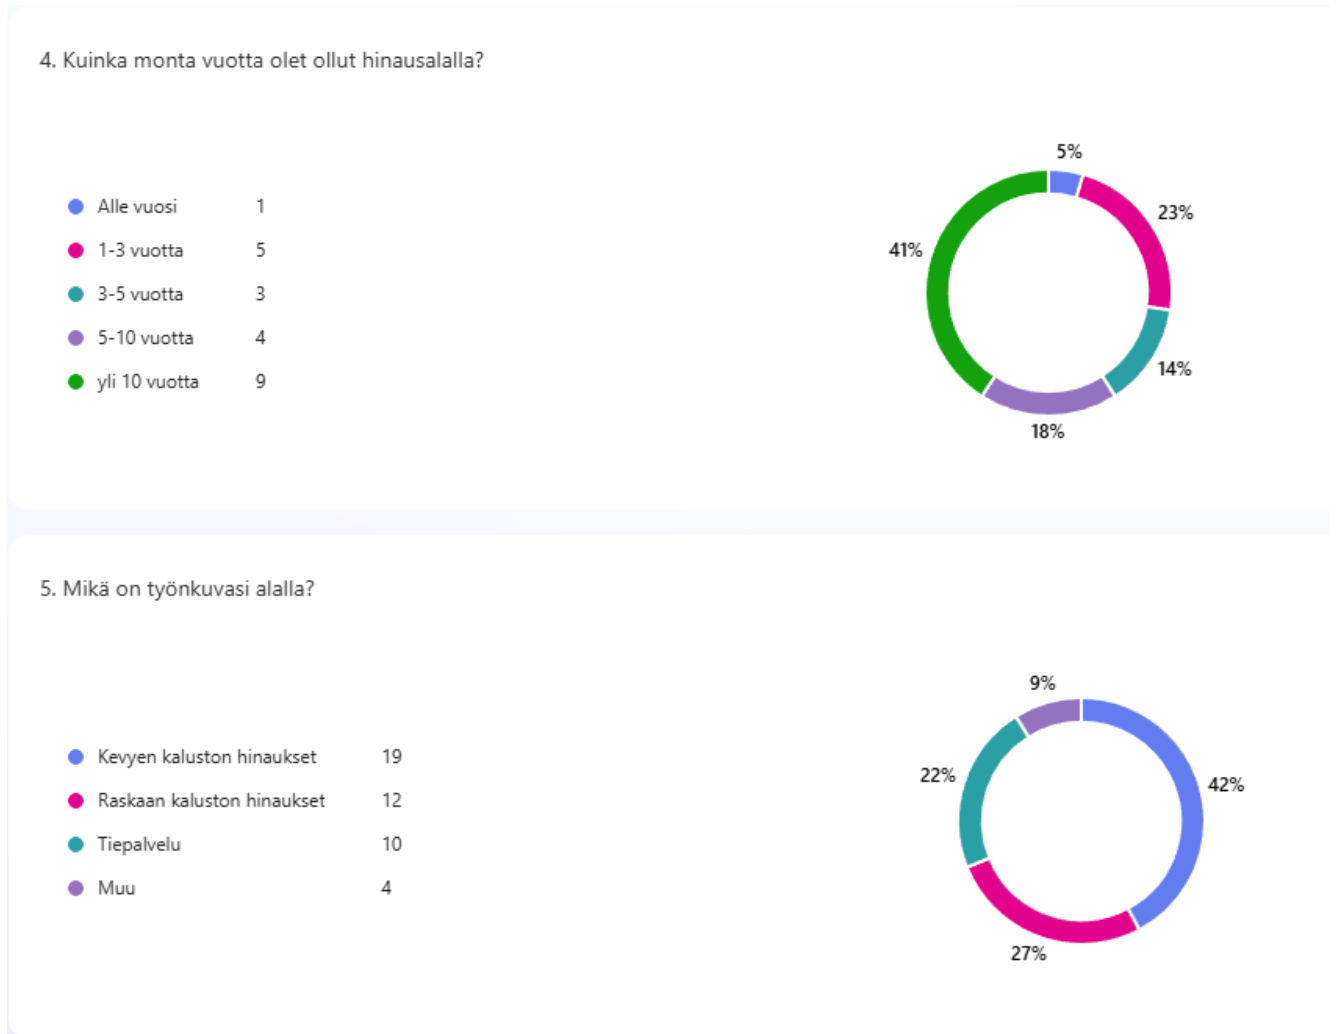 4. Kuinka monta vuotta olet ollut hinausalalla?
Alle vuosi 1
1-3 vuotta 5
3-5 vuotta 3
5-10 vuotta 4
yli 10 vuotta 9
5%
23%
41%
14%
18%
5. Mikä on työnkuvasi alalla?
Kevyen kaluston hinaukset 19
Raskaan kaluston hinaukset 12
Tiepalvelu 10
Muu 4
9%
22%
42%
27%